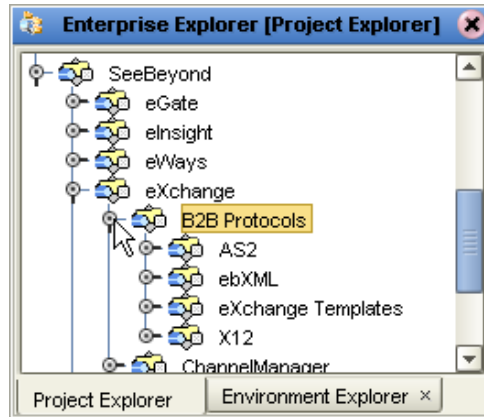 Enterprise Explorer [Project Explorer]
SeeBeyond
eGate
eInsight
eWays
eXchange
B2B Protocols
AS2
ebXML
eXchange Templates
X12
ChannelManager
Project Explorer
Environment Explorer ×